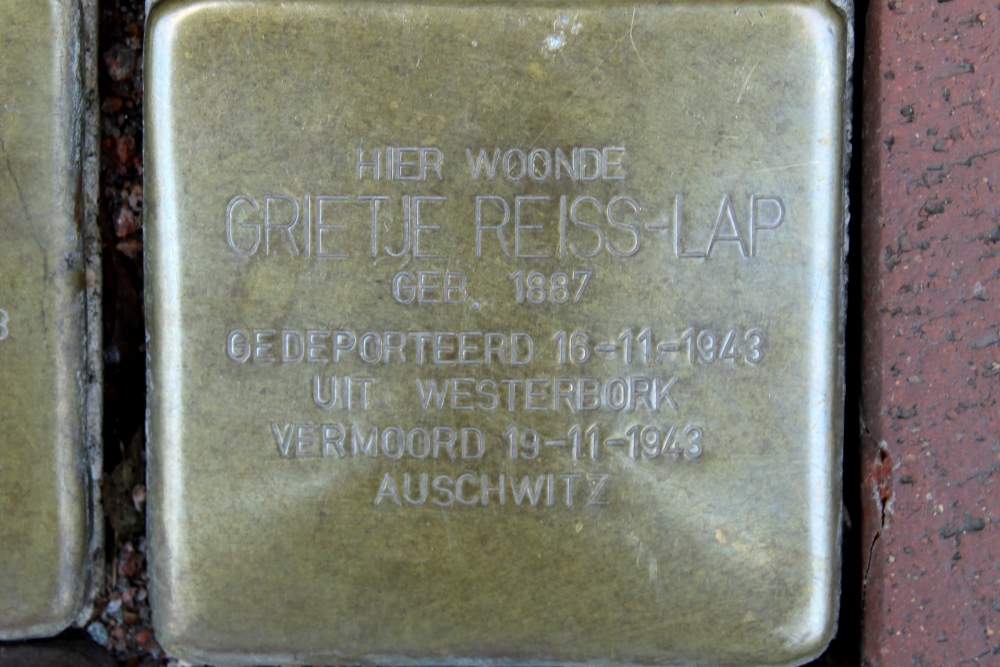 HIER WOONDE
GRIETJE REISS-LAP
GEB. 1887
GEDEPORTEERD 16-11-1943
UIT WESTERBORK
VERMOORD 19-11-1943
AUSCHWITZ